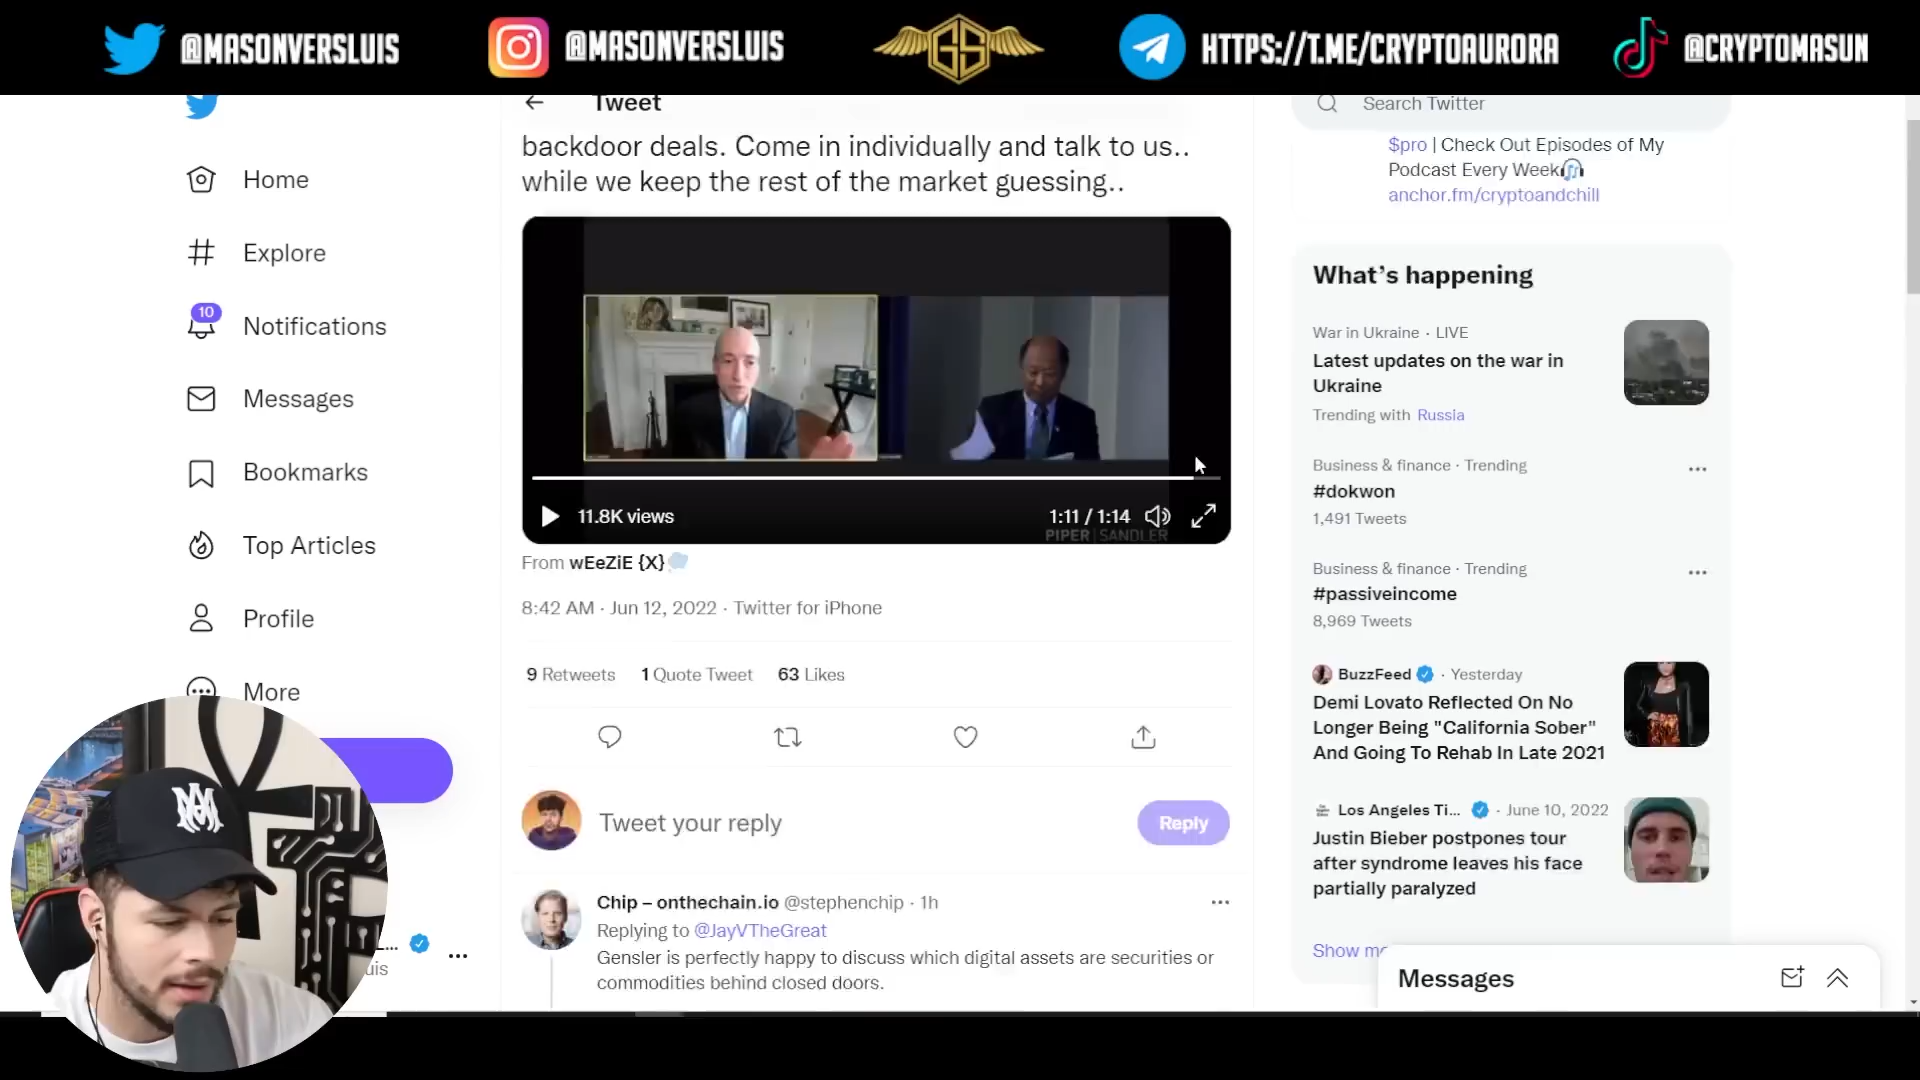 @MASONVERSLUIS
@MASONVERSLUIS
GS
HTTPS://T.ME/CRYPTOAURORA
@CRYPTOMASUN
Home
Explore
10
Notifications
Messages
Bookmarks
Top Articles
Profile
More
L...
uis
Tweet
backdoor deals. Come in individually and talk to us..
while we keep the rest of the market guessing..
11.8K views
1:11 / 1:14
PIPER | SANDLER
From wEeZiE {X}
8:42 AM · Jun 12, 2022 · Twitter for iPhone
9 Retweets 1 Quote Tweet 63 Likes
Tweet your reply
Reply
Chip – onthechain.io @stephenchip · 1h
Replying to @JayVTheGreat
Gensler is perfectly happy to discuss which digital assets are securities or
commodities behind closed doors.
Search Twitter
$pro | Check Out Episodes of My
Podcast Every Week
anchor.fm/cryptoandchill
What's happening
War in Ukraine · LIVE
Latest updates on the war in
Ukraine
Trending with Russia
Business & finance · Trending
#dokwon
1,491 Tweets
Business & finance · Trending
#passiveincome
8,969 Tweets
BuzzFeed · Yesterday
Demi Lovato Reflected On No
Longer Being "California Sober"
And Going To Rehab In Late 2021
Los Angeles Ti... · June 10, 2022
Justin Bieber postpones tour
after syndrome leaves his face
partially paralyzed
Show mo
Messages